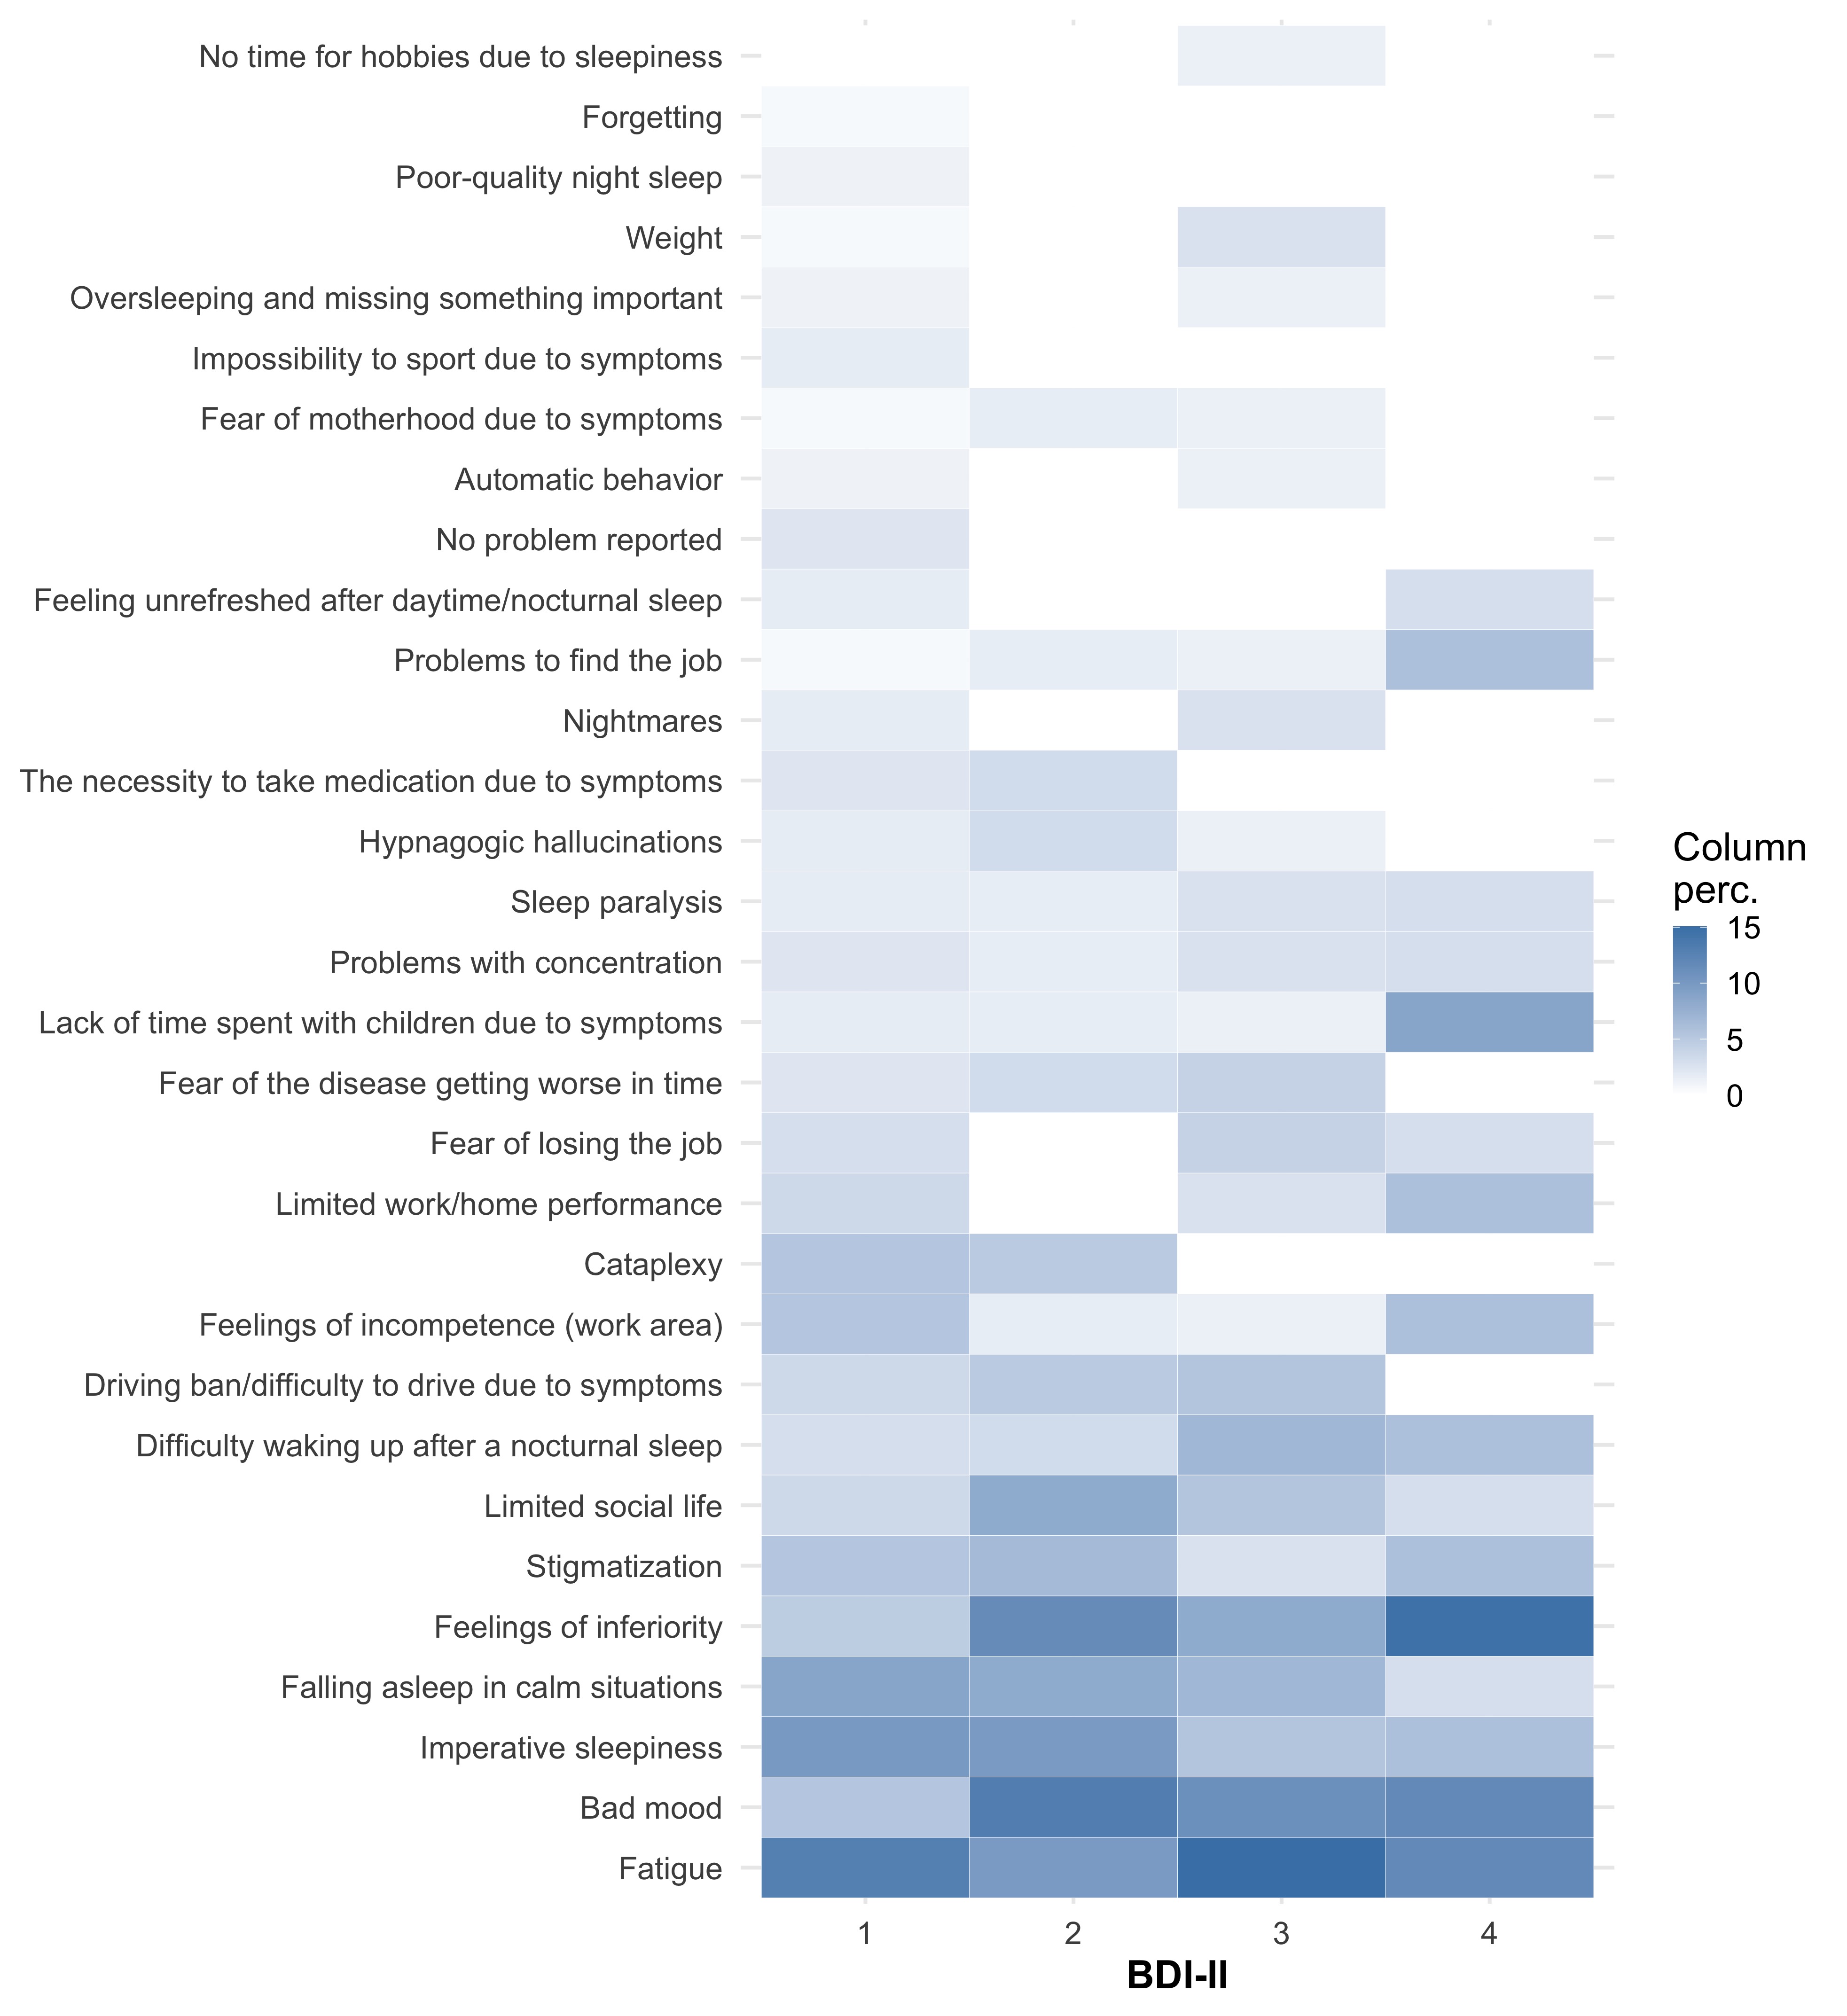 No time for hobbies due to sleepiness
Forgetting
Poor-quality night sleep
Weight
Oversleeping and missing something important
Impossibility to sport due to symptoms
Fear of motherhood due to symptoms
Automatic behavior
No problem reported
Feeling unrefreshed after daytime/nocturnal sleep
Problems to find the job
Nightmares
The necessity to take medication due to symptoms
Hypnagogic hallucinations
Sleep paralysis
Problems with concentration
Lack of time spent with children due to symptoms
Fear of the disease getting worse in time
Fear of losing the job
Limited work/home performance
Cataplexy
Feelings of incompetence (work area)
Driving ban/difficulty to drive due to symptoms
Difficulty waking up after a nocturnal sleep
Limited social life
Stigmatization
Feelings of inferiority
Falling asleep in calm situations
Imperative sleepiness
Bad mood
Fatigue
1 2 3 4
BDI-II
Column
perc.
15
10
5
0